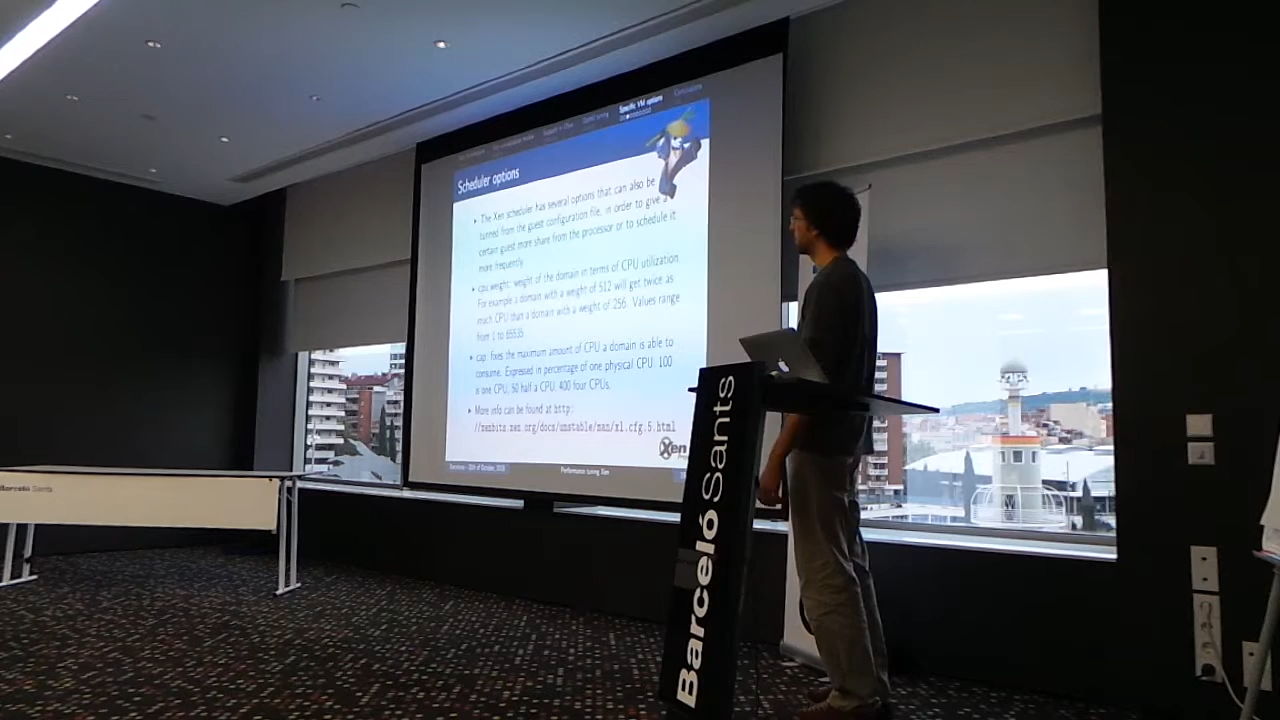 Specific VM options
Conclusions
Scheduler options
The Xen scheduler has several options that can also be
tunned from the guest configuration file, in order to give a
certain guest more share from the processor or to schedule it
more frequently.
cpu weight: weight of the domain in terms of CPU utilization
For example a domain with a weight of 512 will get twice as
much CPU than a domain with a weight of 256. Values range
from 1 to 65535
cap: fixes the maximum amount of CPU a domain is able to
consume. Expressed in percentage of one physical CPU. 100
is one CPU, 50 half a CPU, 400 four CPUs.
More info can be found at http:
//xenbits.xen.org/docs/unstable/man/xl.cfg.5.html
Xen
Performance tuning Xen
Barceló Sants
Barceló Sants